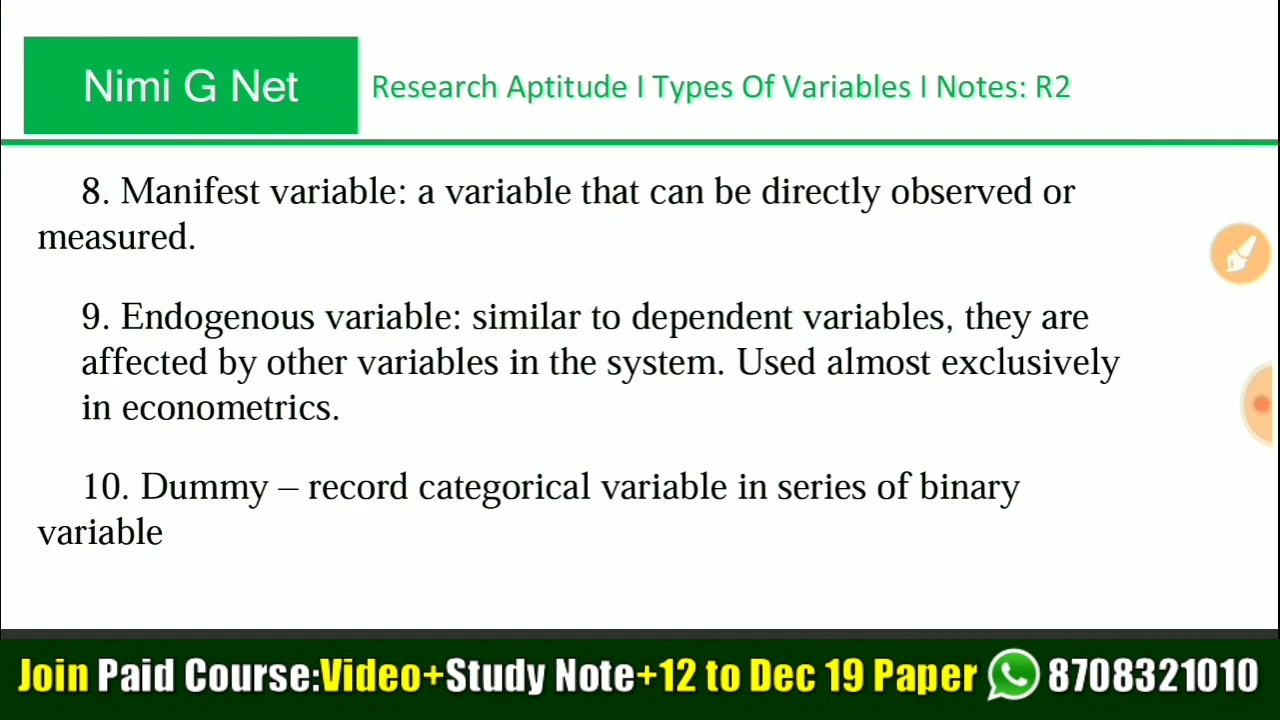 Nimi G Net
Research Aptitude I Types Of Variables I Notes: R2
8. Manifest variable: a variable that can be directly observed or
measured.
9. Endogenous variable: similar to dependent variables, they are
affected by other variables in the system. Used almost exclusively
in econometrics.
10. Dummy – record categorical variable in series of binary
variable
Join Paid Course:Video+Study Note+12 to Dec 19 Paper 8708321010